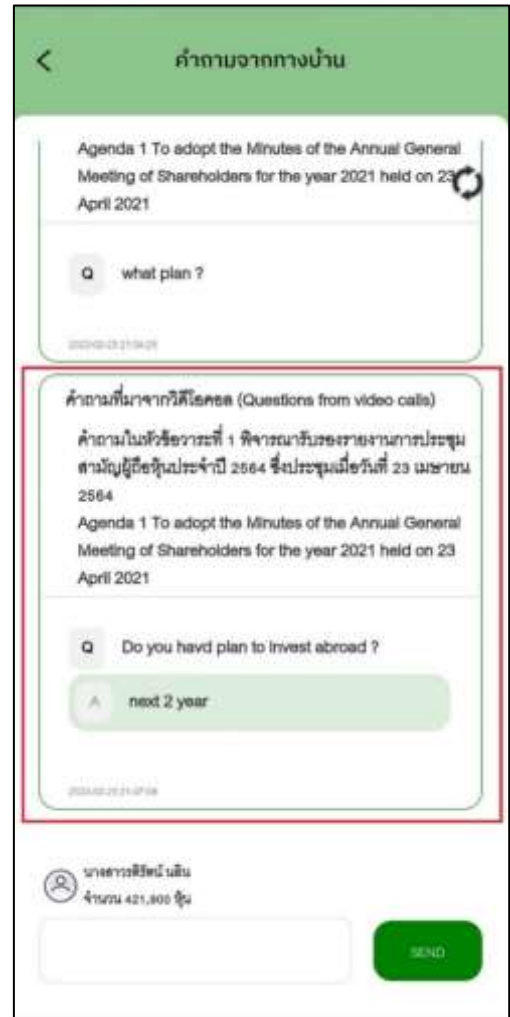 คำถามจากทางบ้าน
Agenda 1 To adopt the Minutes of the Annual General
Meeting of Shareholders for the year 2021 held on 23
April 2021
Q what plan ?
คำถามที่มาจากวิดีโอคอล (Questions from video calls)
คำถามในหัวข้อวาระที่ 1 พิจารณารับรองรายงานการประชุม
สามัญผู้ถือหุ้นประจำปี 2564 ซึ่งประชุมเมื่อวันที่ 23 เมษายน
2564
Agenda 1 To adopt the Minutes of the Annual General
Meeting of Shareholders for the year 2021 held on 23
April 2021
Q Do you havd plan to invest abroad ?
A next 2 year
จำนวน 421,900 หุ้น
SEND